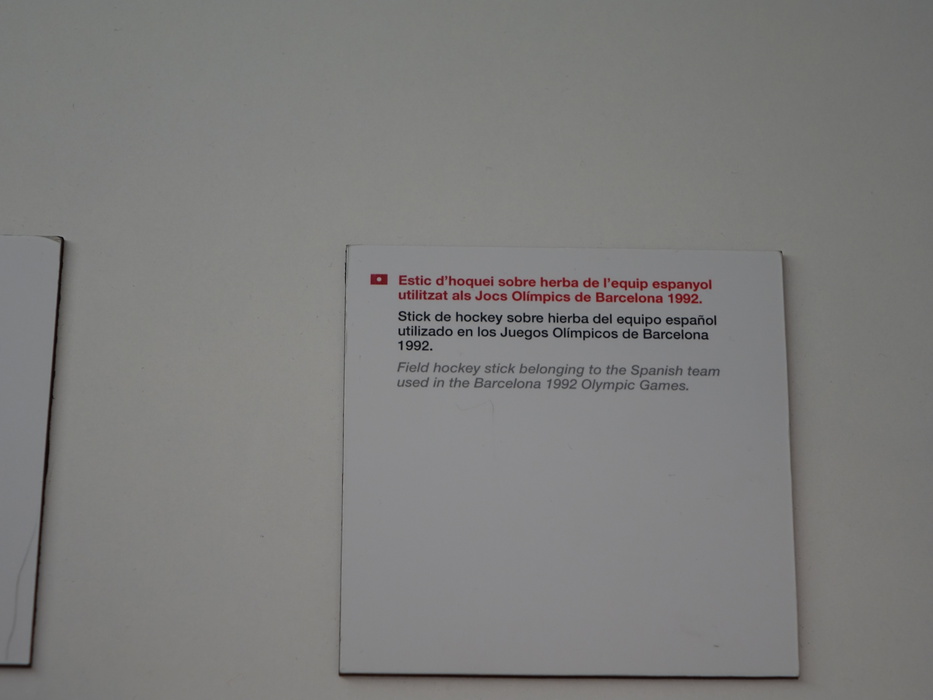 Estic d'hoquei sobre herba de l'equip espanyol
utilitzat als Jocs Olímpics de Barcelona 1992.
Stick de hockey sobre hierba del equipo español
utilizado en los Juegos Olímpicos de Barcelona
1992.
Field hockey stick belonging to the Spanish team
used in the Barcelona 1992 Olympic Games.